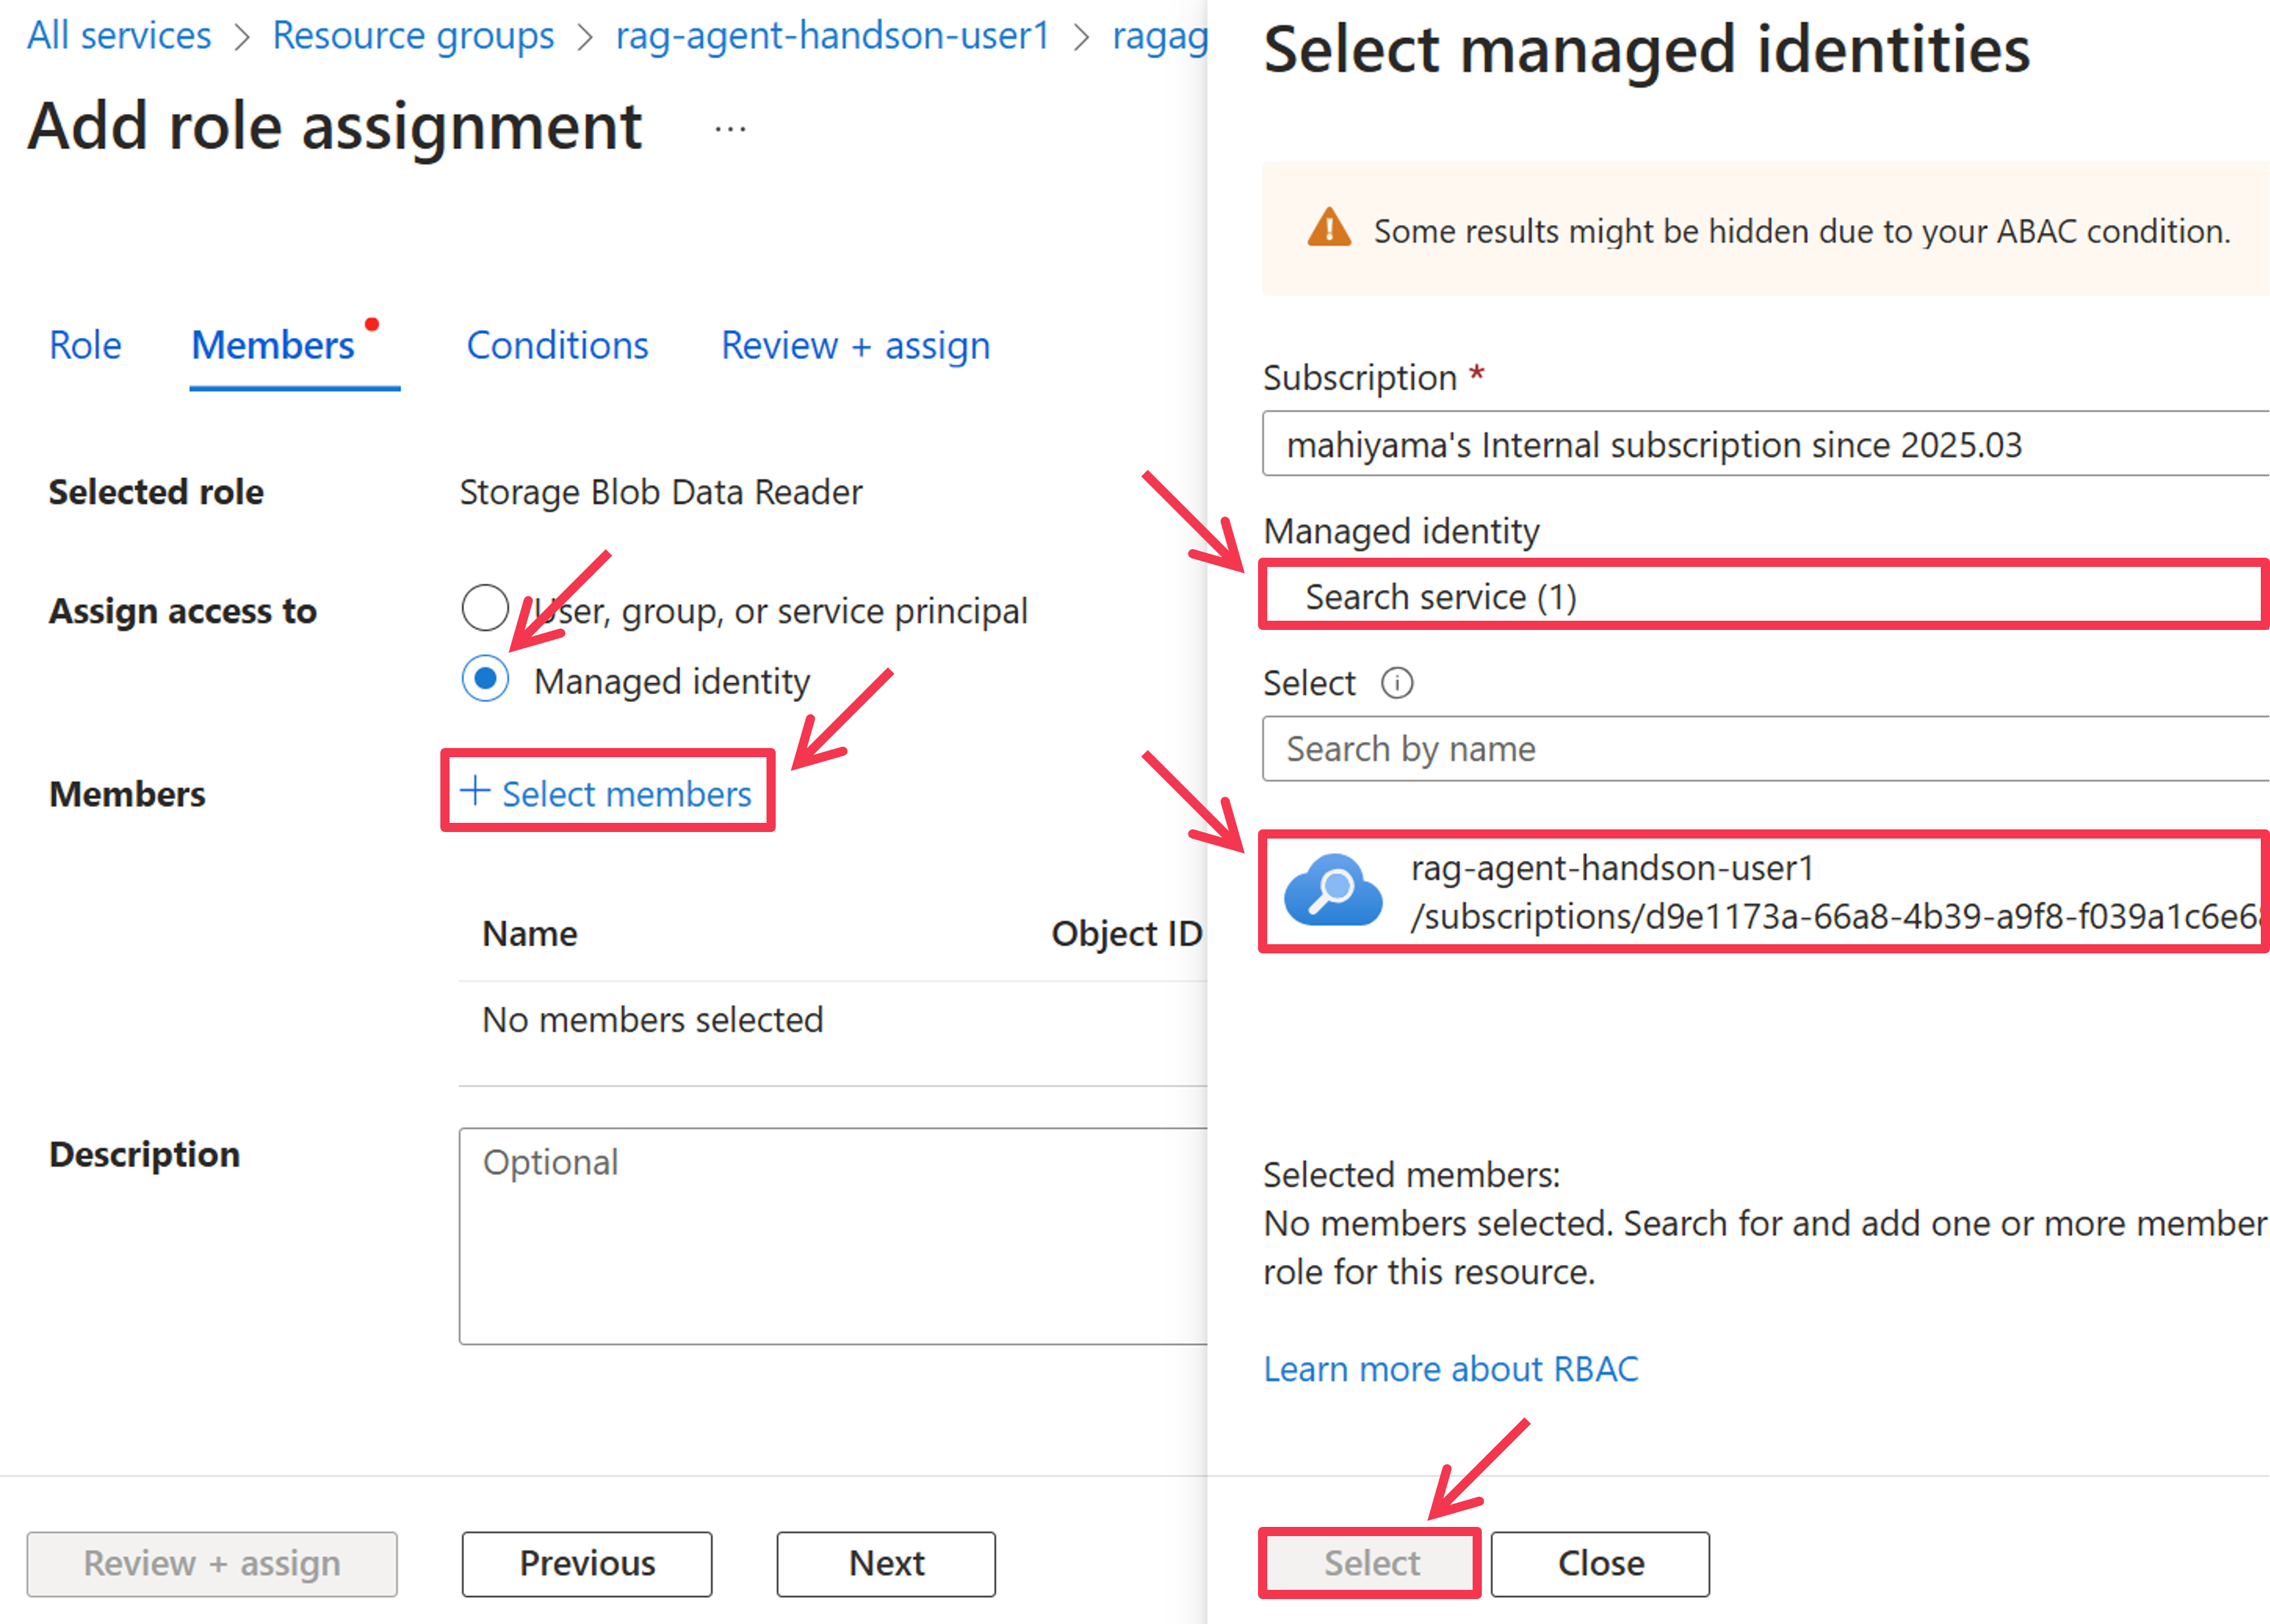 All services > Resource groups > rag-agent-handson-user1 > ragag
Add role assignment ...
Role Members Conditions Review + assign
Selected role Storage Blob Data Reader
Assign access to User, group, or service principal
Managed identity
Members + Select members
Name Object ID
No members selected
Description Optional
Review + assign Previous Next
Select managed identities
Some results might be hidden due to your ABAC condition.
Subscription *
mahiyama's Internal subscription since 2025.03
Managed identity
Search service (1)
Select
Search by name
rag-agent-handson-user1
/subscriptions/d9e1173a-66a8-4b39-a9f8-f039a1c6e6
Selected members:
No members selected. Search for and add one or more member
role for this resource.
Learn more about RBAC
Select Close